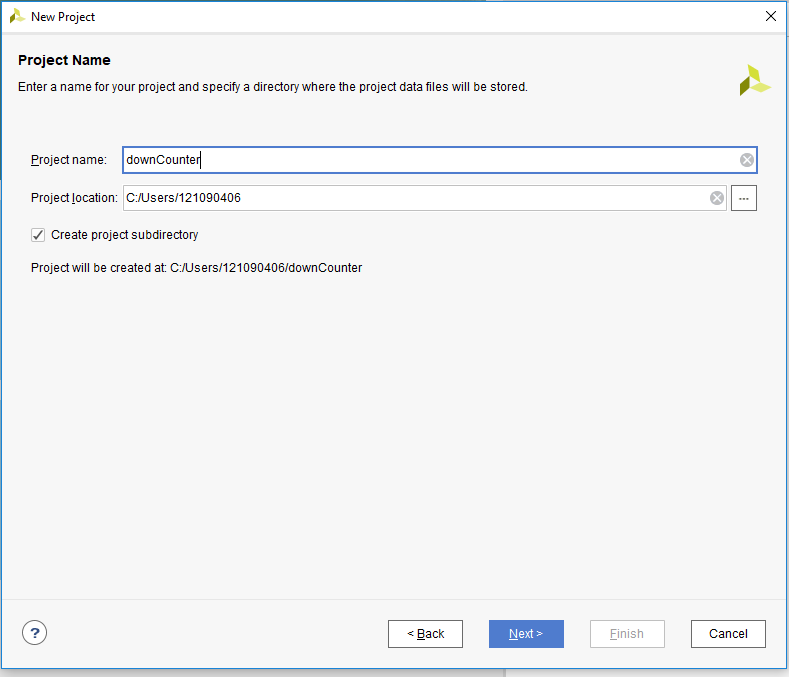 New Project
Project Name
Enter a name for your project and specify a directory where the project data files will be stored.
Project name: downCounter
Project location: C:/Users/121090406 ...
Create project subdirectory
Project will be created at: C:/Users/121090406/downCounter
? < Back Next > Finish Cancel